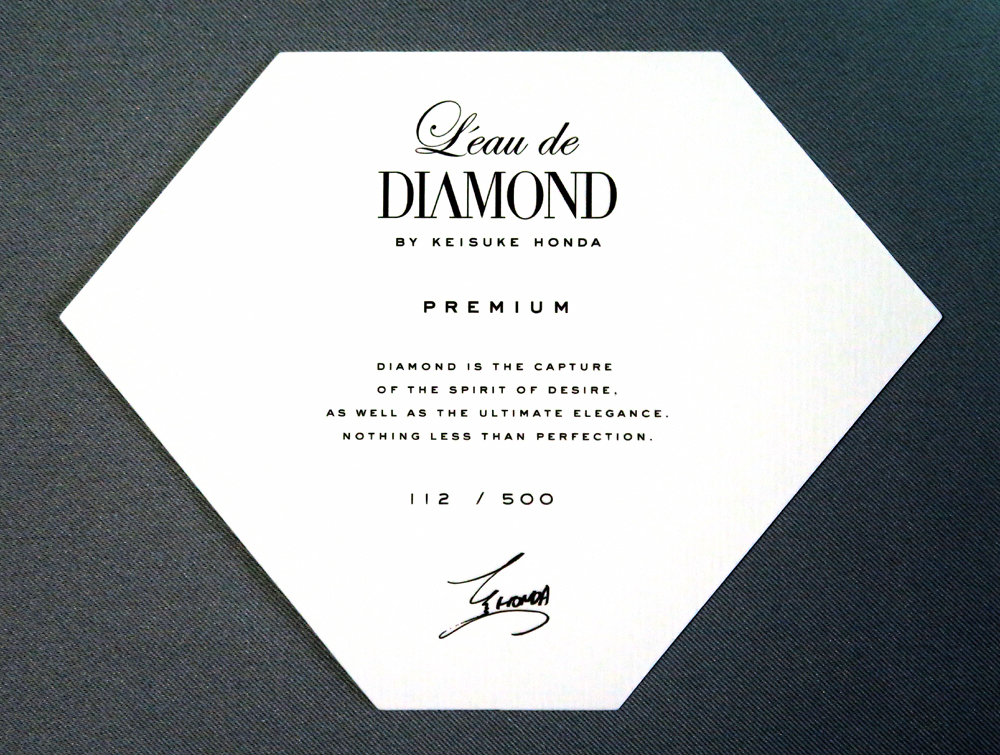 L'eau de
DIAMOND
BY KEISUKE HONDA
PREMIUM
DIAMOND IS THE CAPTURE
OF THE SPIRIT OF DESIRE,
AS WELL AS THE ULTIMATE ELEGANCE.
NOTHING LESS THAN PERFECTION.
112 / 500
HONDA